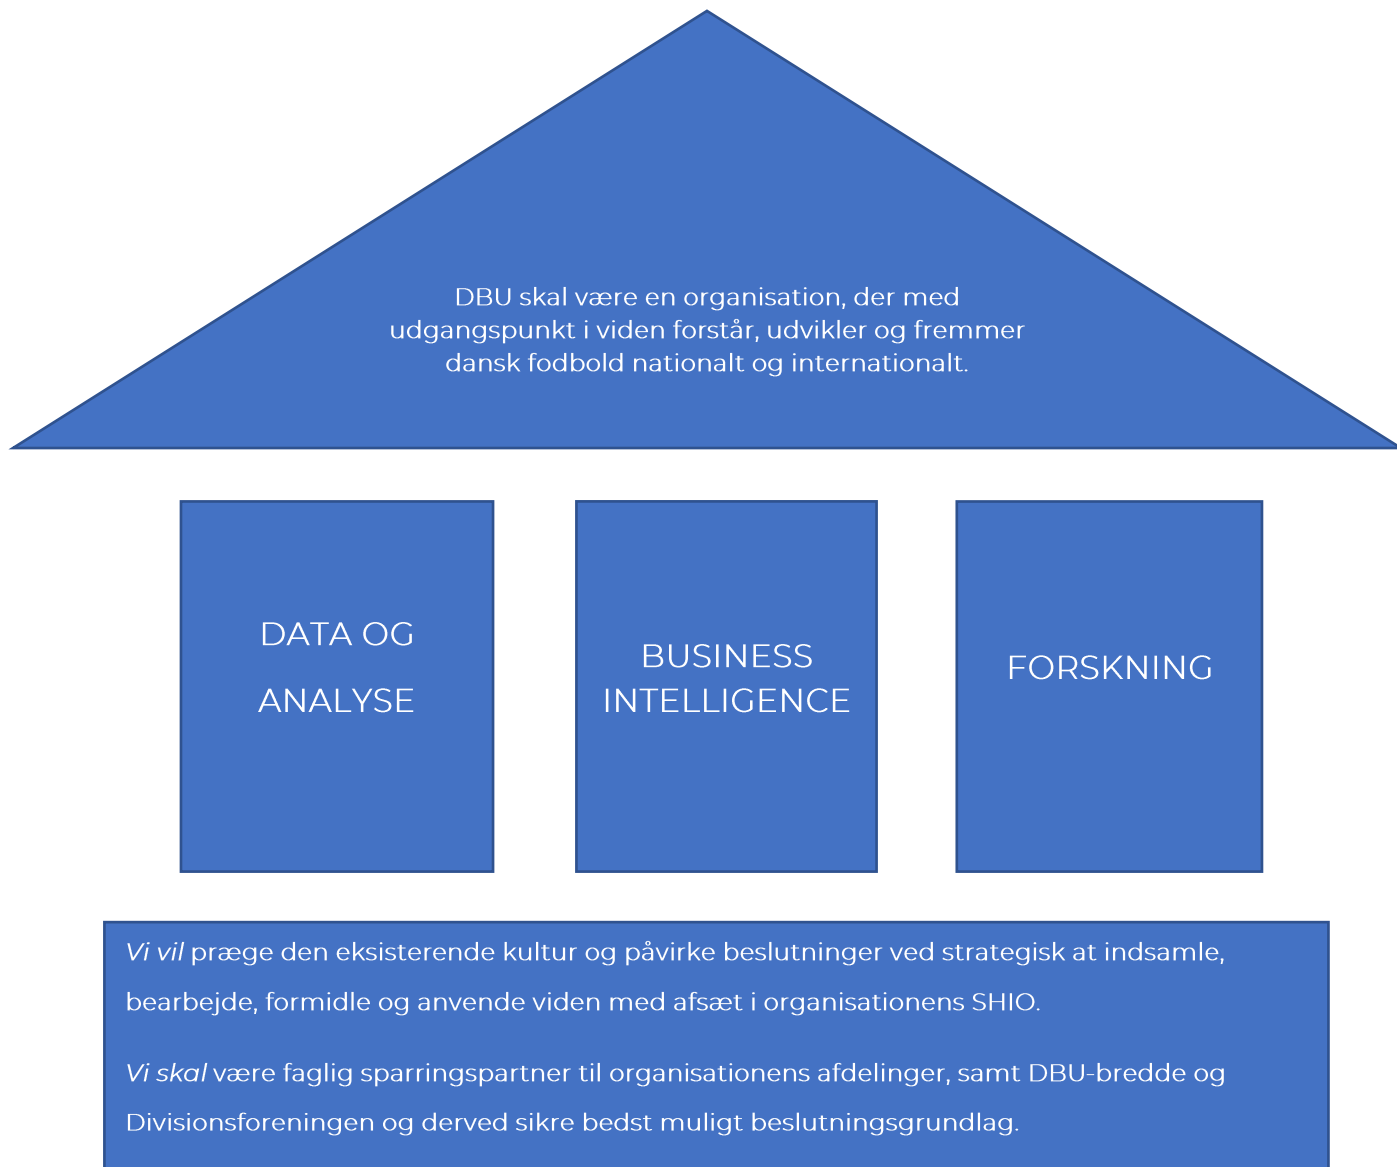 DBU skal være en organisation, der med
udgangspunkt i viden forstår, udvikler og fremmer
dansk fodbold nationalt og internationalt.
DATA OG
ANALYSE
BUSINESS
INTELLIGENCE
FORSKNING
Vi vil præge den eksisterende kultur og påvirke beslutninger ved strategisk at indsamle,
bearbejde, formidle og anvende viden med afsæt i organisationens SHIO.
Vi skal være faglig sparringspartner til organisationens afdelinger, samt DBU-bredde og
Divisionsforeningen og derved sikre bedst muligt beslutningsgrundlag.